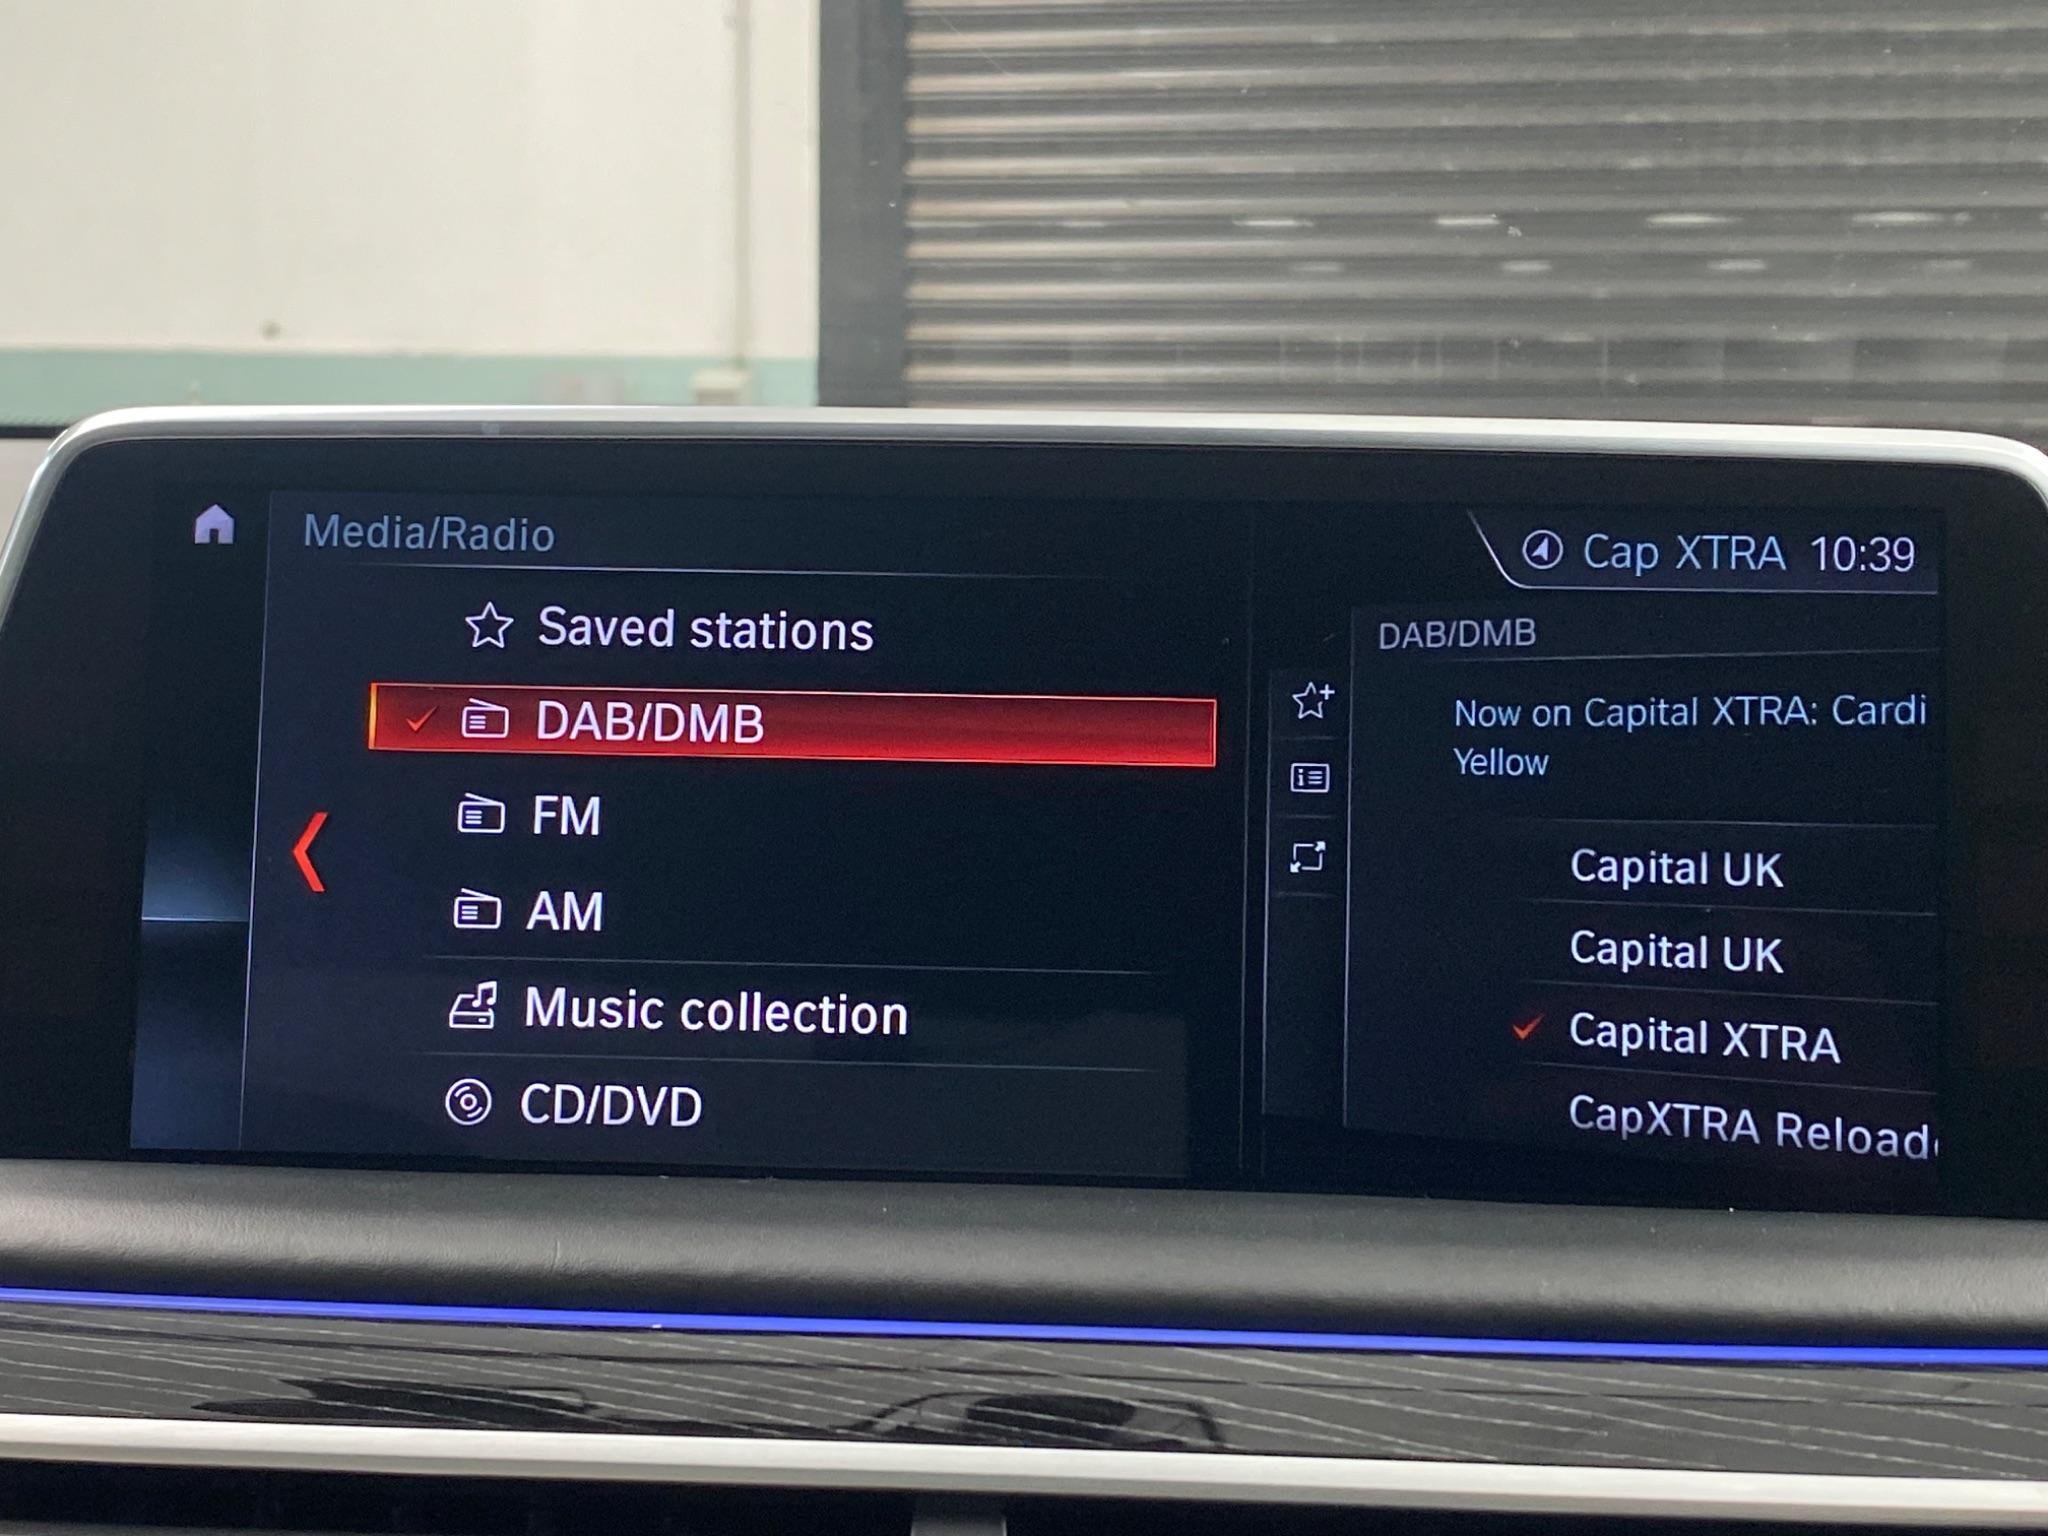 Media/Radio
Saved stations
DAB/DMB
FM
AM
Music collection
CD/DVD
Cap XTRA 10:39
DAB/DMB
Now on Capital XTRA: Cardi
Yellow
Capital UK
Capital UK
Capital XTRA
CapXTRA Reload